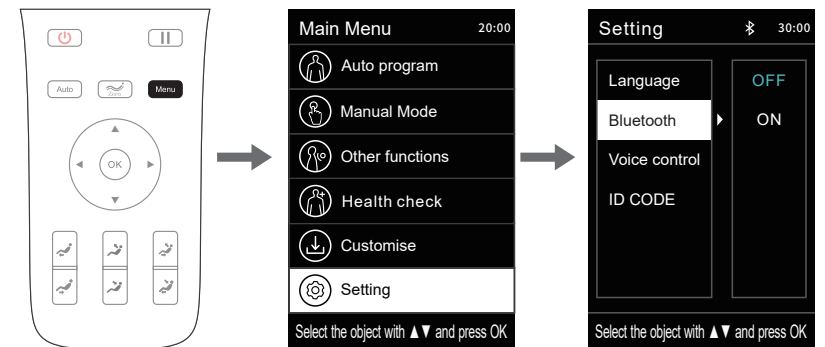 Auto
Zero
Menu
OK
Main Menu 20:00
Auto program
Manual Mode
Other functions
Health check
Customise
Setting
Select the object with ▲▼ and press OK
Setting 30:00
Language
Bluetooth
Voice control
ID CODE
OFF
ON
Select the object with ▲▼ and press OK